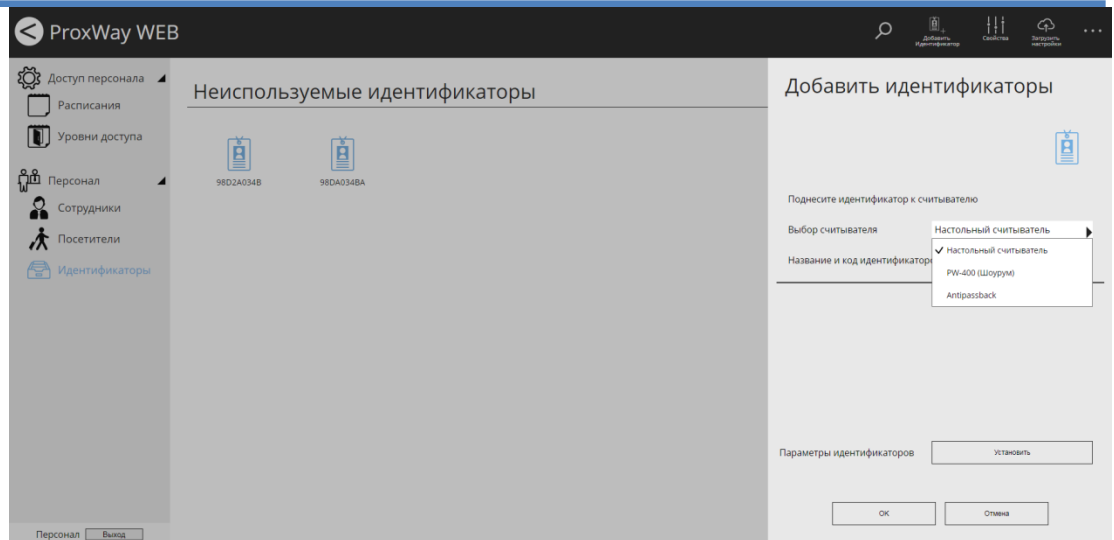 ProxWay WEB
Добавить Идентификатор
Свойства
Загрузить настройки
Доступ персонала
Расписания
Уровни доступа
Персонал
Сотрудники
Посетители
Идентификаторы
Персонал
Выход
Неиспользуемые идентификаторы
98D2A034B
98DA034BA
Добавить идентификаторы
Поднесите идентификатор к считывателю
Выбор считывателя
Настольный считыватель
Настольный считыватель
PW-400 (Шоурум)
Antipassback
Название и код идентификаторо
Параметры идентификаторов
Установить
OK
Отмена